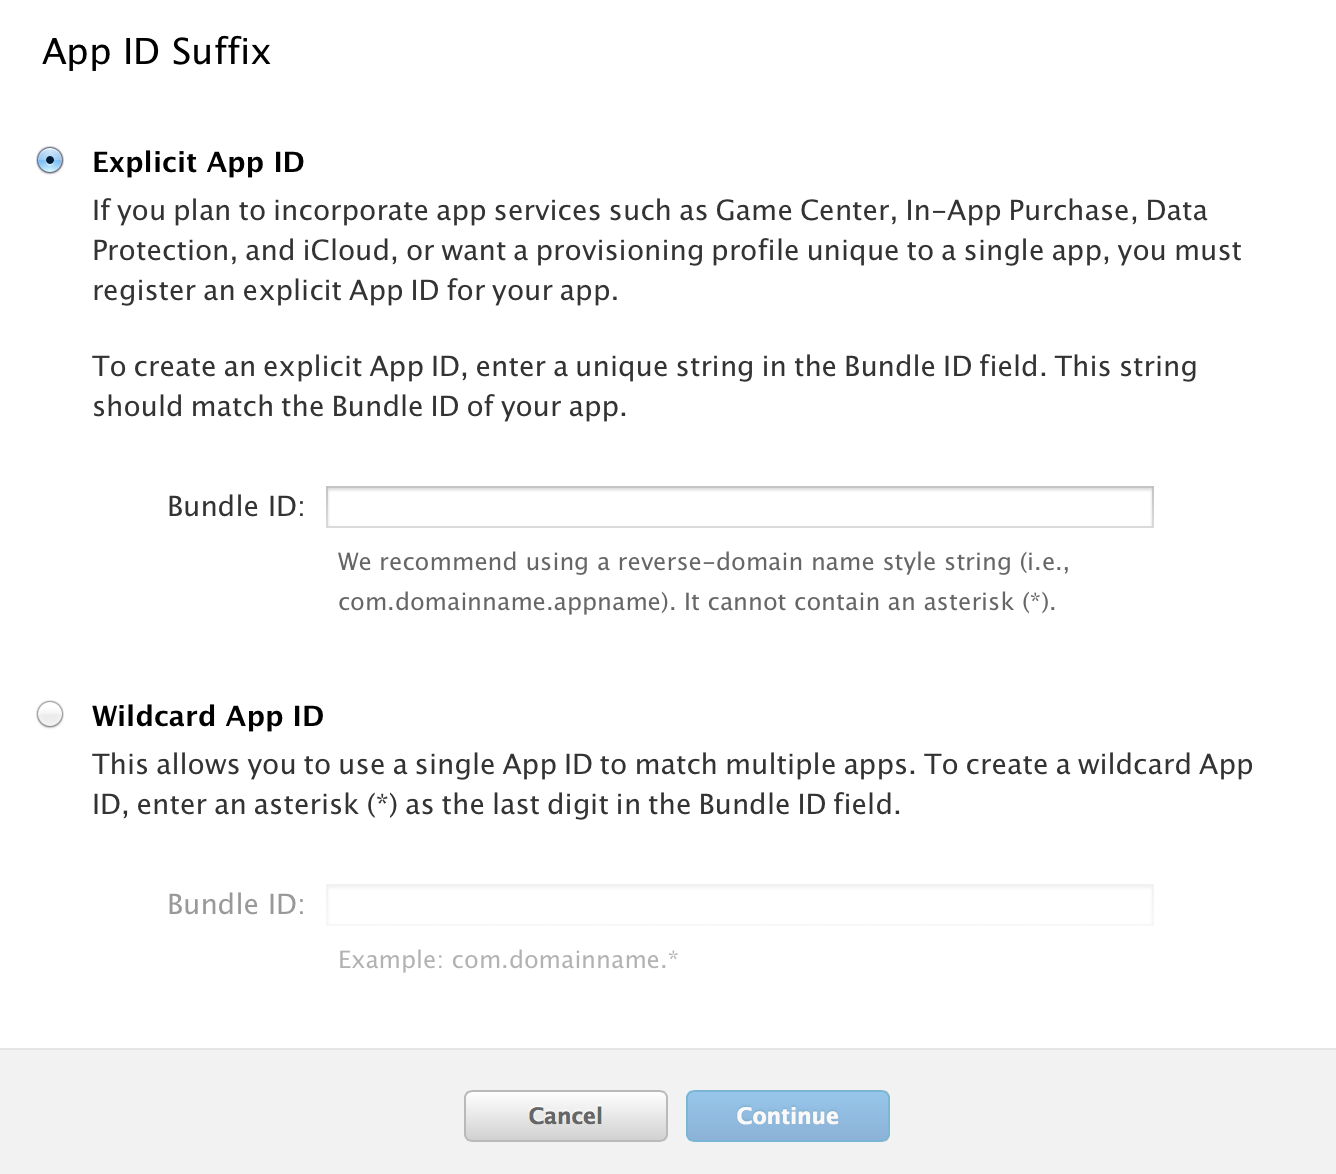 App ID Suffix
Explicit App ID
If you plan to incorporate app services such as Game Center, In-App Purchase, Data
Protection, and iCloud, or want a provisioning profile unique to a single app, you must
register an explicit App ID for your app.
To create an explicit App ID, enter a unique string in the Bundle ID field. This string
should match the Bundle ID of your app.
Bundle ID:
We recommend using a reverse-domain name style string (i.e.,
com.domainname.appname). It cannot contain an asterisk (*).
Wildcard App ID
This allows you to use a single App ID to match multiple apps. To create a wildcard App
ID, enter an asterisk (*) as the last digit in the Bundle ID field.
Bundle ID:
Example: com.domainname.*
Cancel
Continue